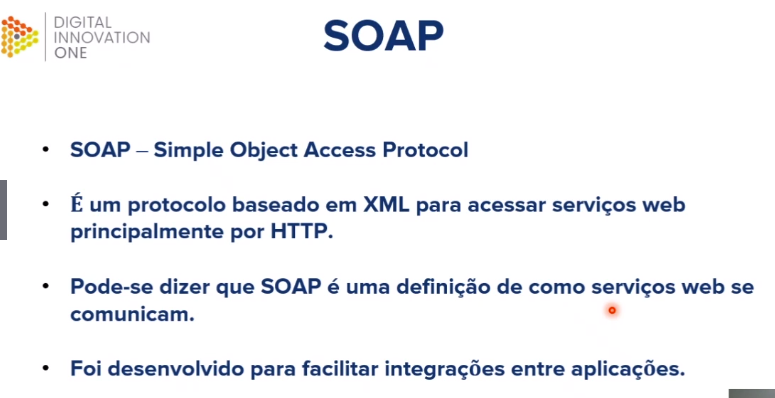 DIGITAL
INNOVATION
ONE
SOAP
• SOAP – Simple Object Access Protocol
• É um protocolo baseado em XML para acessar serviços web
principalmente por HTTP.
• Pode-se dizer que SOAP é uma definição de como serviços web se
comunicam.
• Foi desenvolvido para facilitar integrações entre aplicações.